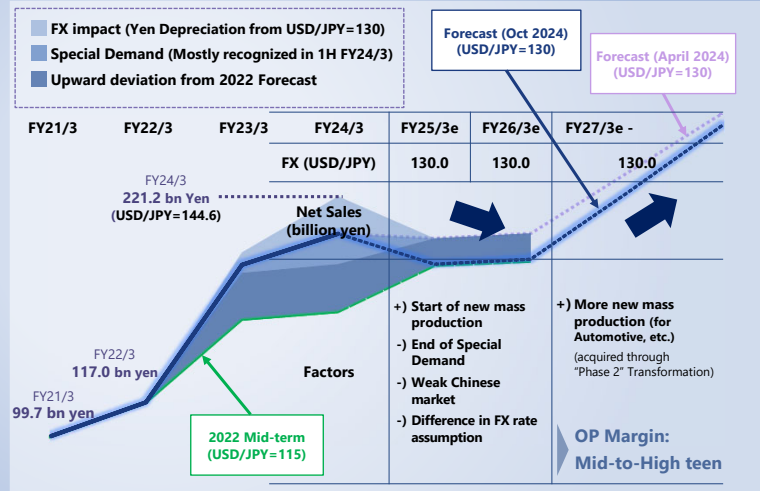 FX impact (Yen Depreciation from USD/JPY=130)
Special Demand (Mostly recognized in 1H FY24/3)
Upward deviation from 2022 Forecast
Forecast (Oct 2024)
(USD/JPY=130)
Forecast (April 2024)
(USD/JPY=130)
FY21/3 FY22/3 FY23/3 FY24/3 FY25/3e FY26/3e FY27/3e -
FX (USD/JPY) 130.0 130.0 130.0
FY24/3
221.2 bn Yen
(USD/JPY=144.6)
Net Sales
(billion yen)
FY22/3
117.0 bn yen
FY21/3
99.7 bn yen
2022 Mid-term
(USD/JPY=115)
Factors
+) Start of new mass
production
-) End of Special
Demand
-) Weak Chinese
market
-) Difference in FX rate
assumption
+) More new mass
production (for
Automotive, etc.)
(acquired through
"Phase 2" Transformation)
OP Margin:
Mid-to-High teen